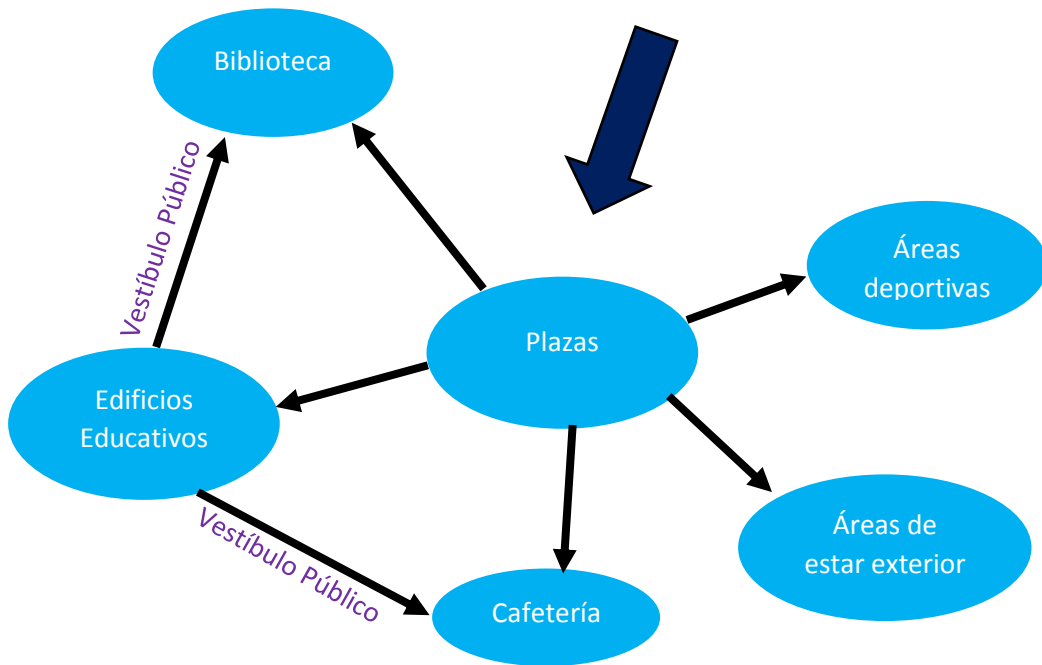 Biblioteca
Vestíbulo Público
Áreas
deportivas
Plazas
Edificios
Educativos
Vestíbulo Público
Áreas de
estar exterior
Cafetería